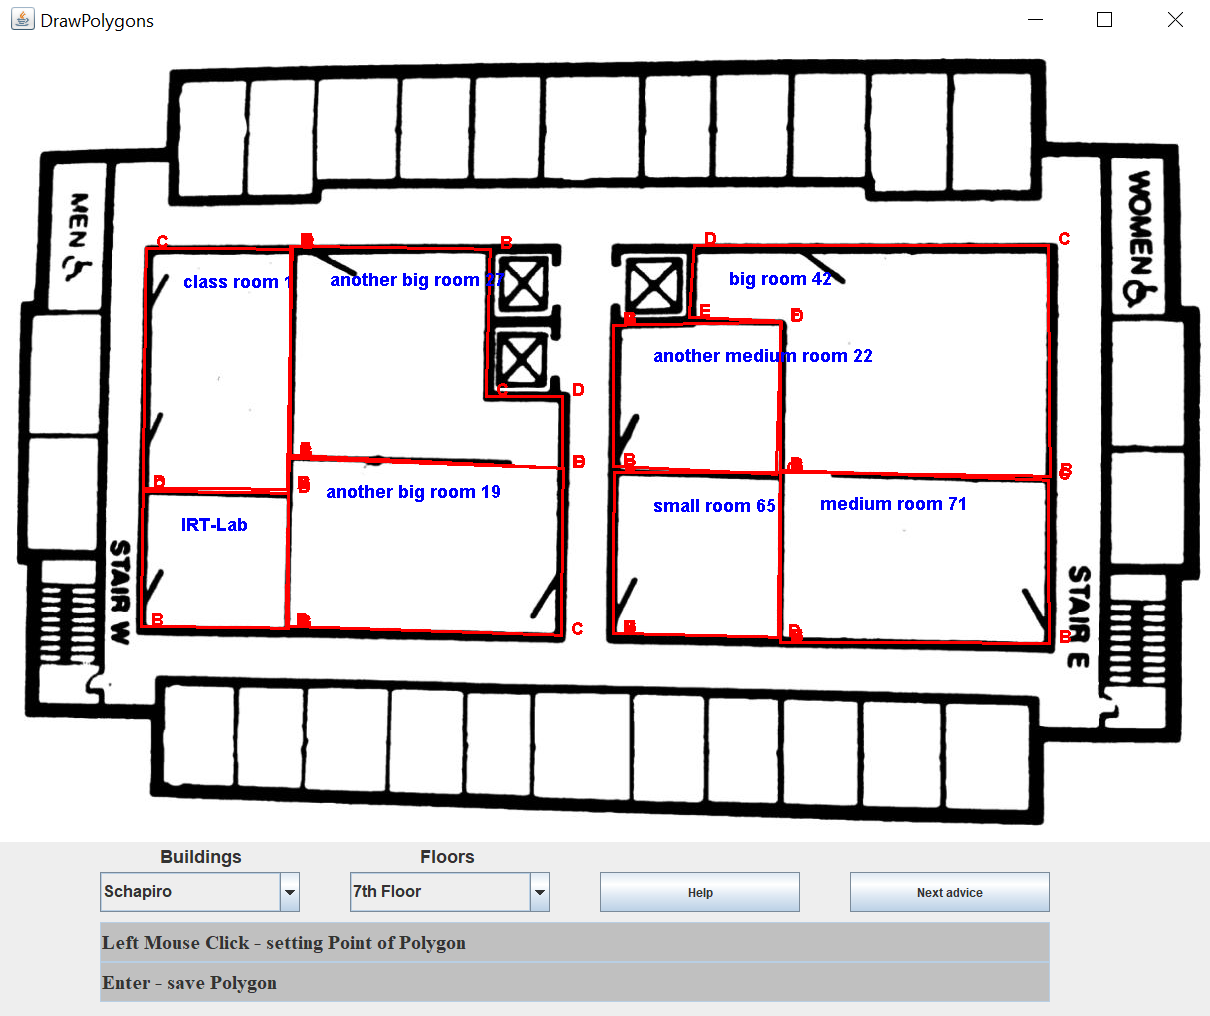 DrawPolygons
MEN
WOMEN
C
B
D
C
class room 1
another big room 27
big room 42
E
D
another medium room 22
C
D
B
D
D
another big room 19
small room 65
medium room 71
IRT-Lab
STAIR W
STAIR E
B
C
D
B
Buildings
Floors
Schapiro
7th Floor
Help
Next advice
Left Mouse Click - setting Point of Polygon
Enter - save Polygon